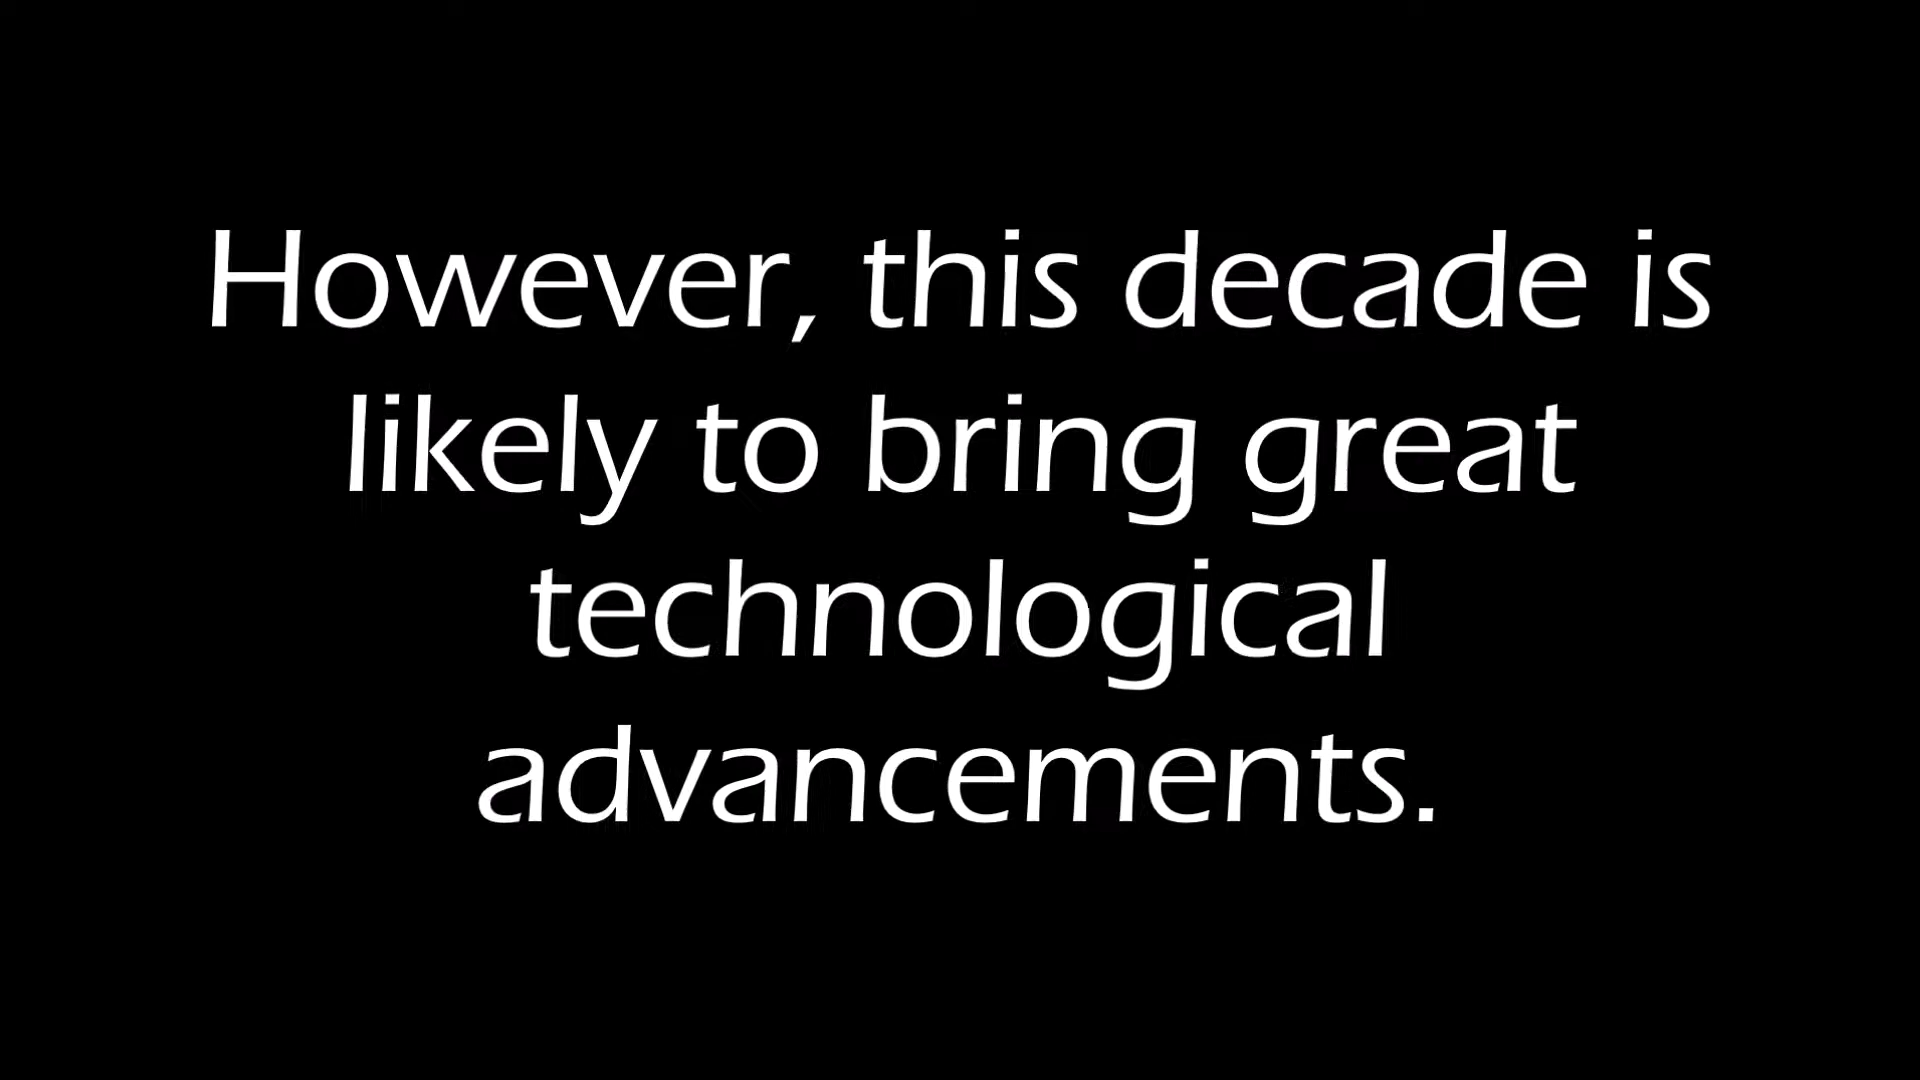 However, this decade is
likely to bring great
technological
advancements.